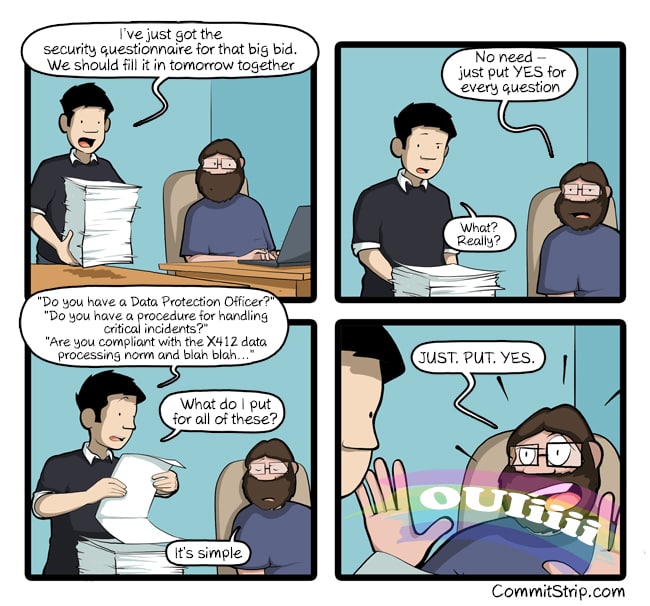 I've just got the
security questionnaire for that big bid.
We should fill it in tomorrow together
No need –
just put YES for
every question
What?
Really?
"Do you have a Data Protection Officer?"
"Do you have a procedure for handling
critical incidents?"
"Are you compliant with the X412 data
processing norm and blah blah..."
What do I put
for all of these?
It's simple
JUST. PUT. YES.
OUIiiii
CommitStrip.com